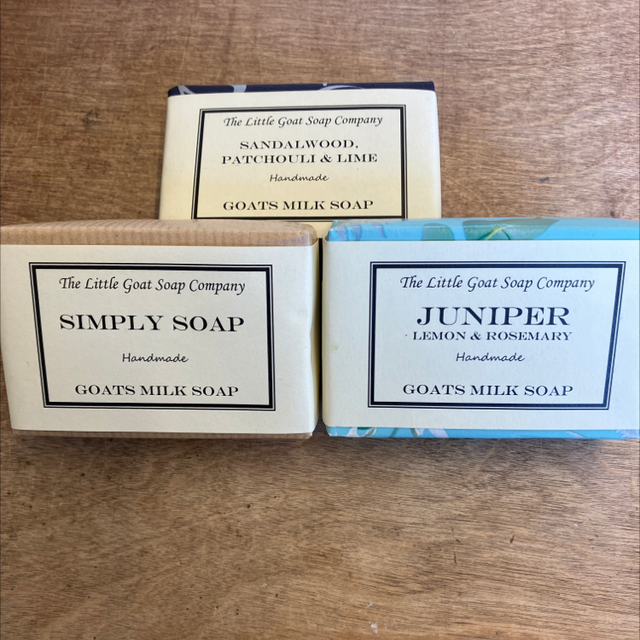 The Little Goat Soap Company
SANDALWOOD,
PATCHOULI & LIME
Handmade
GOATS MILK SOAP
The Little Goat Soap Company
SIMPLY SOAP
Handmade
GOATS MILK SOAP
The Little Goat Soap Company
JUNIPER
LEMON & ROSEMARY
Handmade
GOATS MILK SOAP